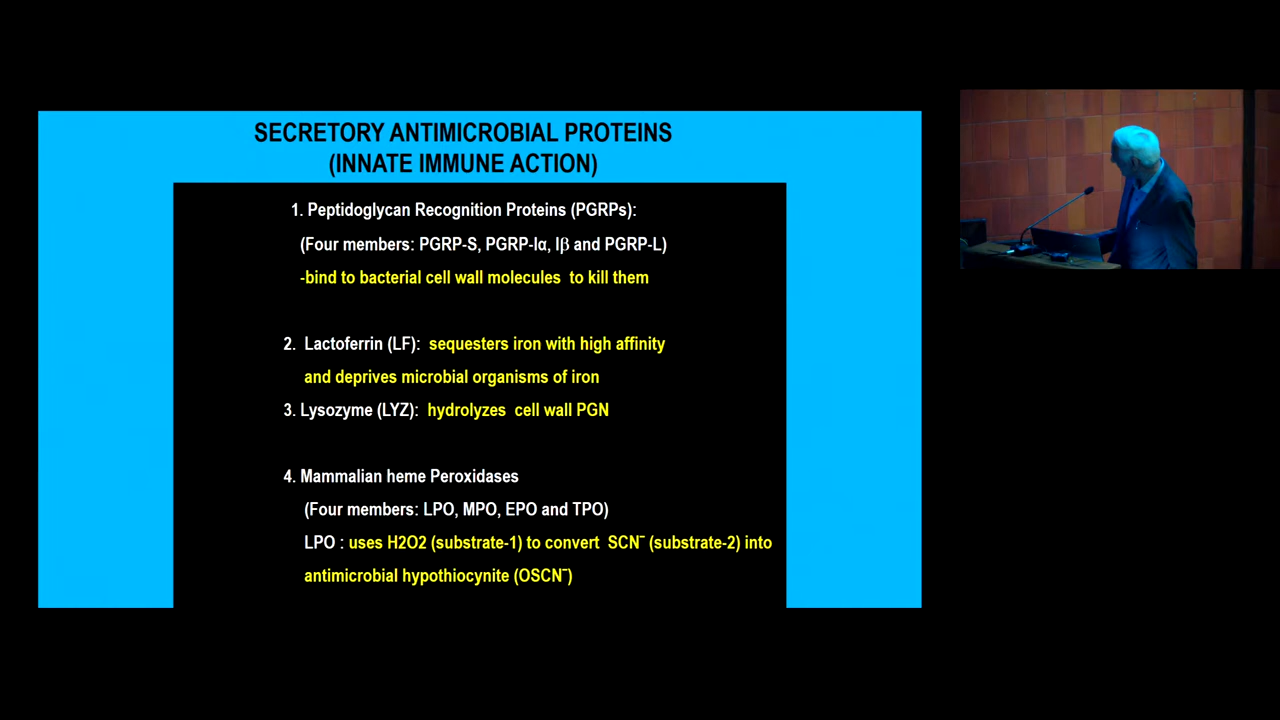 SECRETORY ANTIMICROBIAL PROTEINS
(INNATE IMMUNE ACTION)
1. Peptidoglycan Recognition Proteins (PGRPs):
(Four members: PGRP-S, PGRP-Iα, Iβ and PGRP-L)
-bind to bacterial cell wall molecules to kill them
2. Lactoferrin (LF): sequesters iron with high affinity
and deprives microbial organisms of iron
3. Lysozyme (LYZ): hydrolyzes cell wall PGN
4. Mammalian heme Peroxidases
(Four members: LPO, MPO, EPO and TPO)
LPO : uses H2O2 (substrate-1) to convert SCN⁻ (substrate-2) into
antimicrobial hypothiocynite (OSCN⁻)